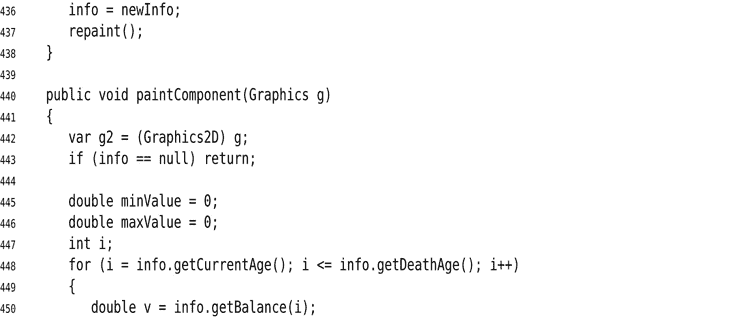 436 info = newInfo;
437 repaint();
438 }
439
440 public void paintComponent(Graphics g)
441 {
442 var g2 = (Graphics2D) g;
443 if (info == null) return;
444
445 double minValue = 0;
446 double maxValue = 0;
447 int i;
448 for (i = info.getCurrentAge(); i <= info.getDeathAge(); i++)
449 {
450 double v = info.getBalance(i);